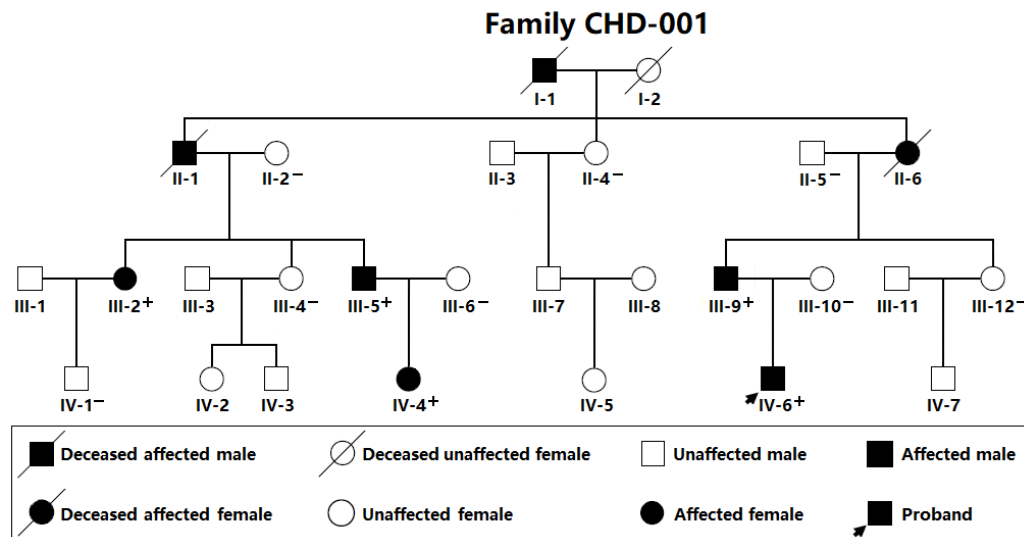 Family CHD-001
I-1 I-2
II-1 II-2− II-3 II-4− II-5− II-6
III-1 III-2+ III-3 III-4− III-5+ III-6− III-7 III-8 III-9+ III-10− III-11 III-12−
IV-1− IV-2 IV-3 IV-4+ IV-5 IV-6+ IV-7
Deceased affected male Deceased unaffected female Unaffected male Affected male
Deceased affected female Unaffected female Affected female Proband